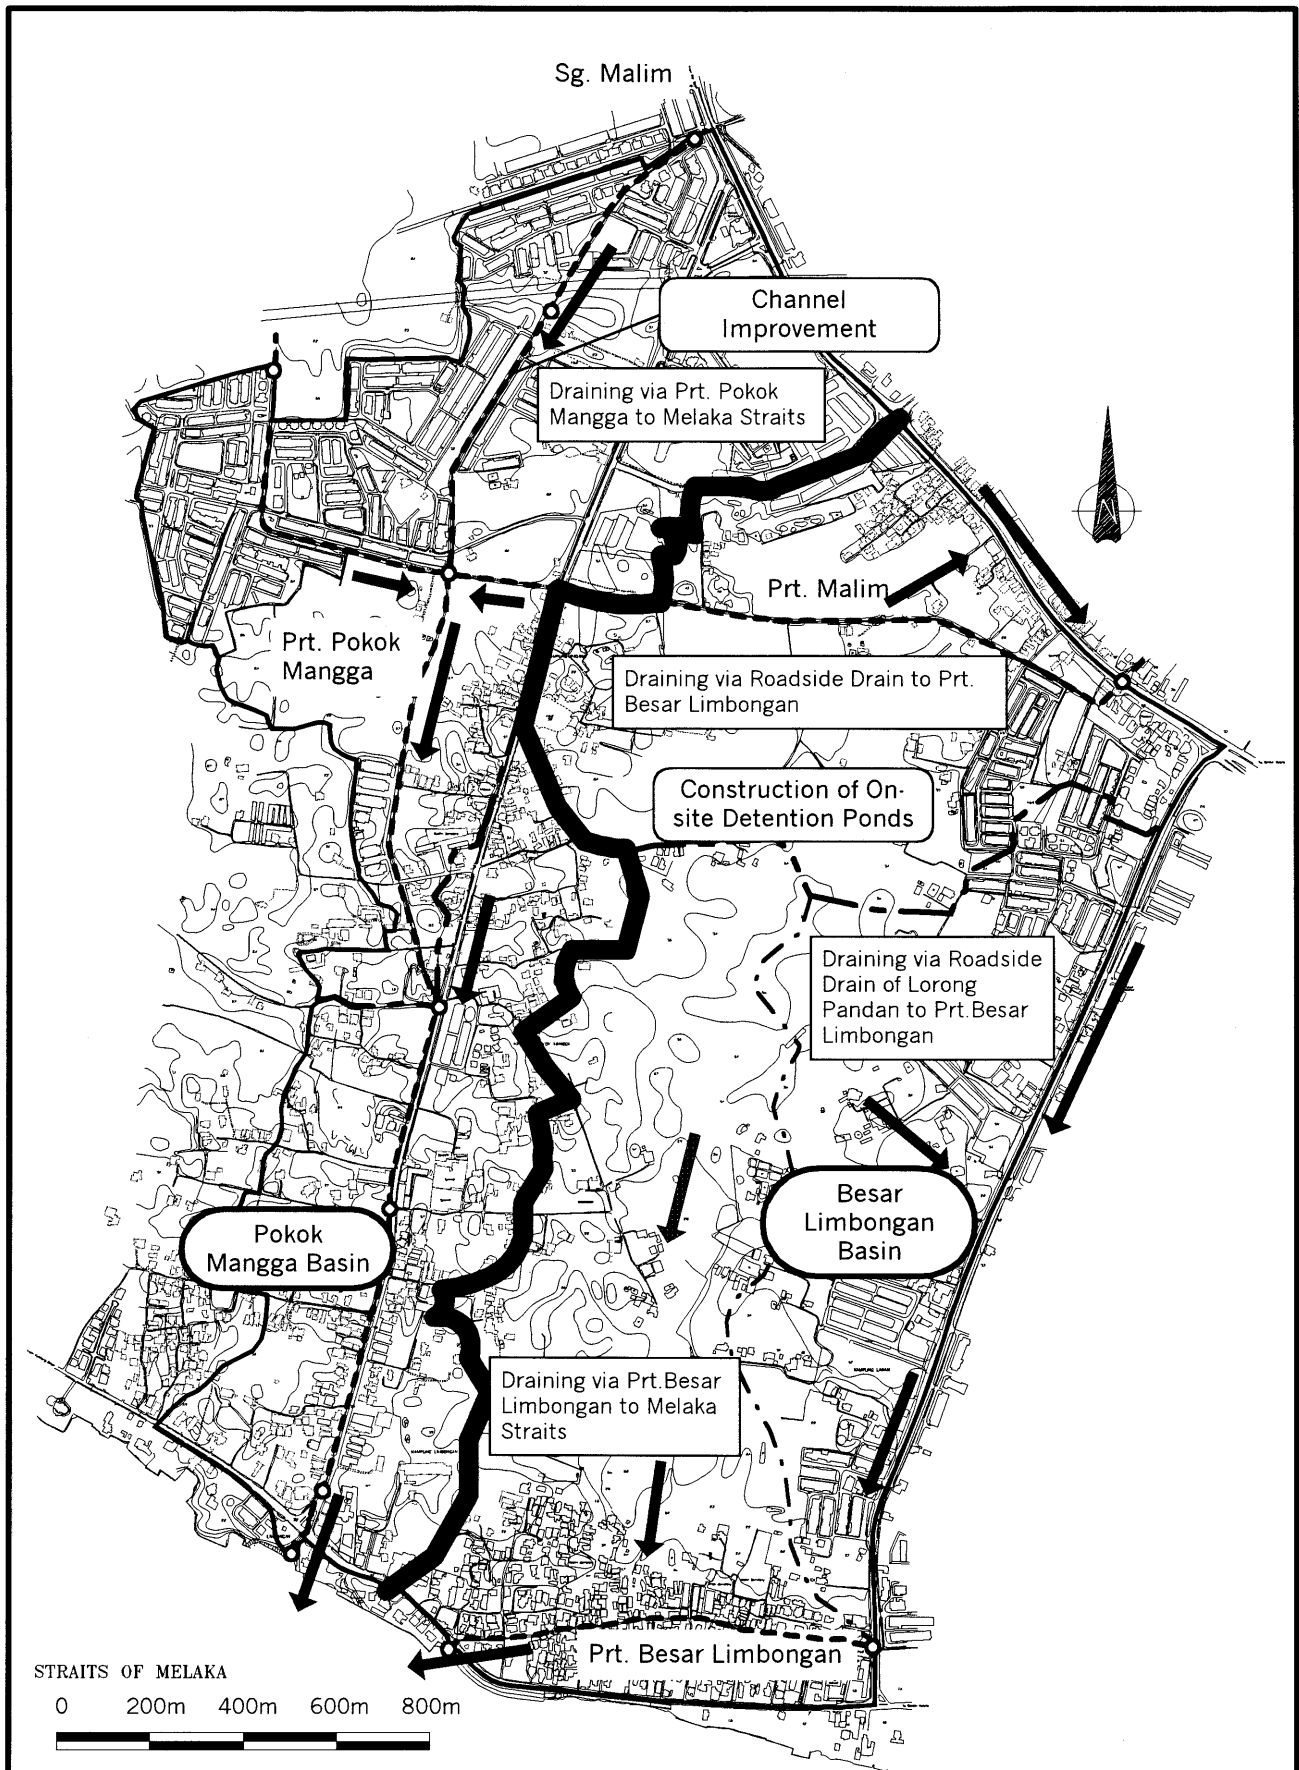 Sg. Malim
Channel
Improvement
Draining via Prt. Pokok
Mangga to Melaka Straits
N
Prt. Malim
Prt. Pokok
Mangga
Draining via Roadside Drain to Prt.
Besar Limbongan
Construction of On-
site Detention Ponds
Draining via Roadside
Drain of Lorong
Pandan to Prt.Besar
Limbongan
Besar
Limbongan
Basin
Pokok
Mangga Basin
Draining via Prt.Besar
Limbongan to Melaka
Straits
Prt. Besar Limbongan
STRAITS OF MELAKA
0 200m 400m 600m 800m